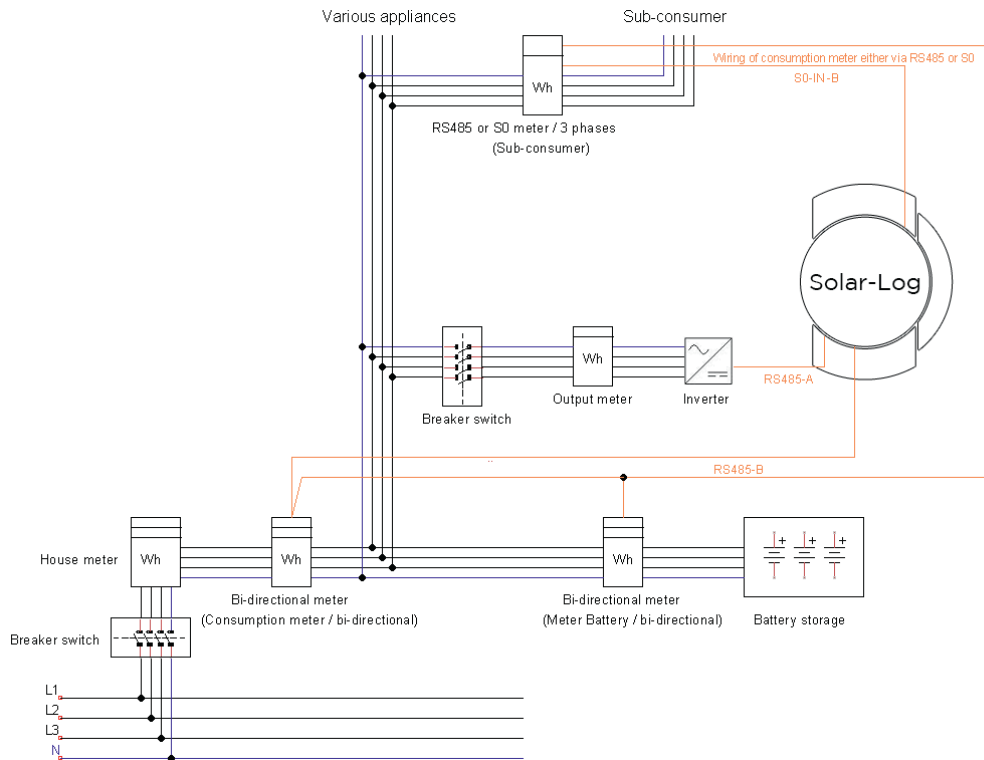 Various appliances
Sub-consumer
Wiring of consumption meter either via RS485 or S0
S0-IN-B
Wh
RS485 or S0 meter / 3 phases
(Sub-consumer)
Solar-Log
Wh
RS485-A
Breaker switch
Output meter
Inverter
RS485-B
House meter
Wh
Wh
Wh
+ + +
Bi-directional meter
(Consumption meter / bi-directional)
Bi-directional meter
(Meter Battery / bi-directional)
Battery storage
Breaker switch
L1
L2
L3
N